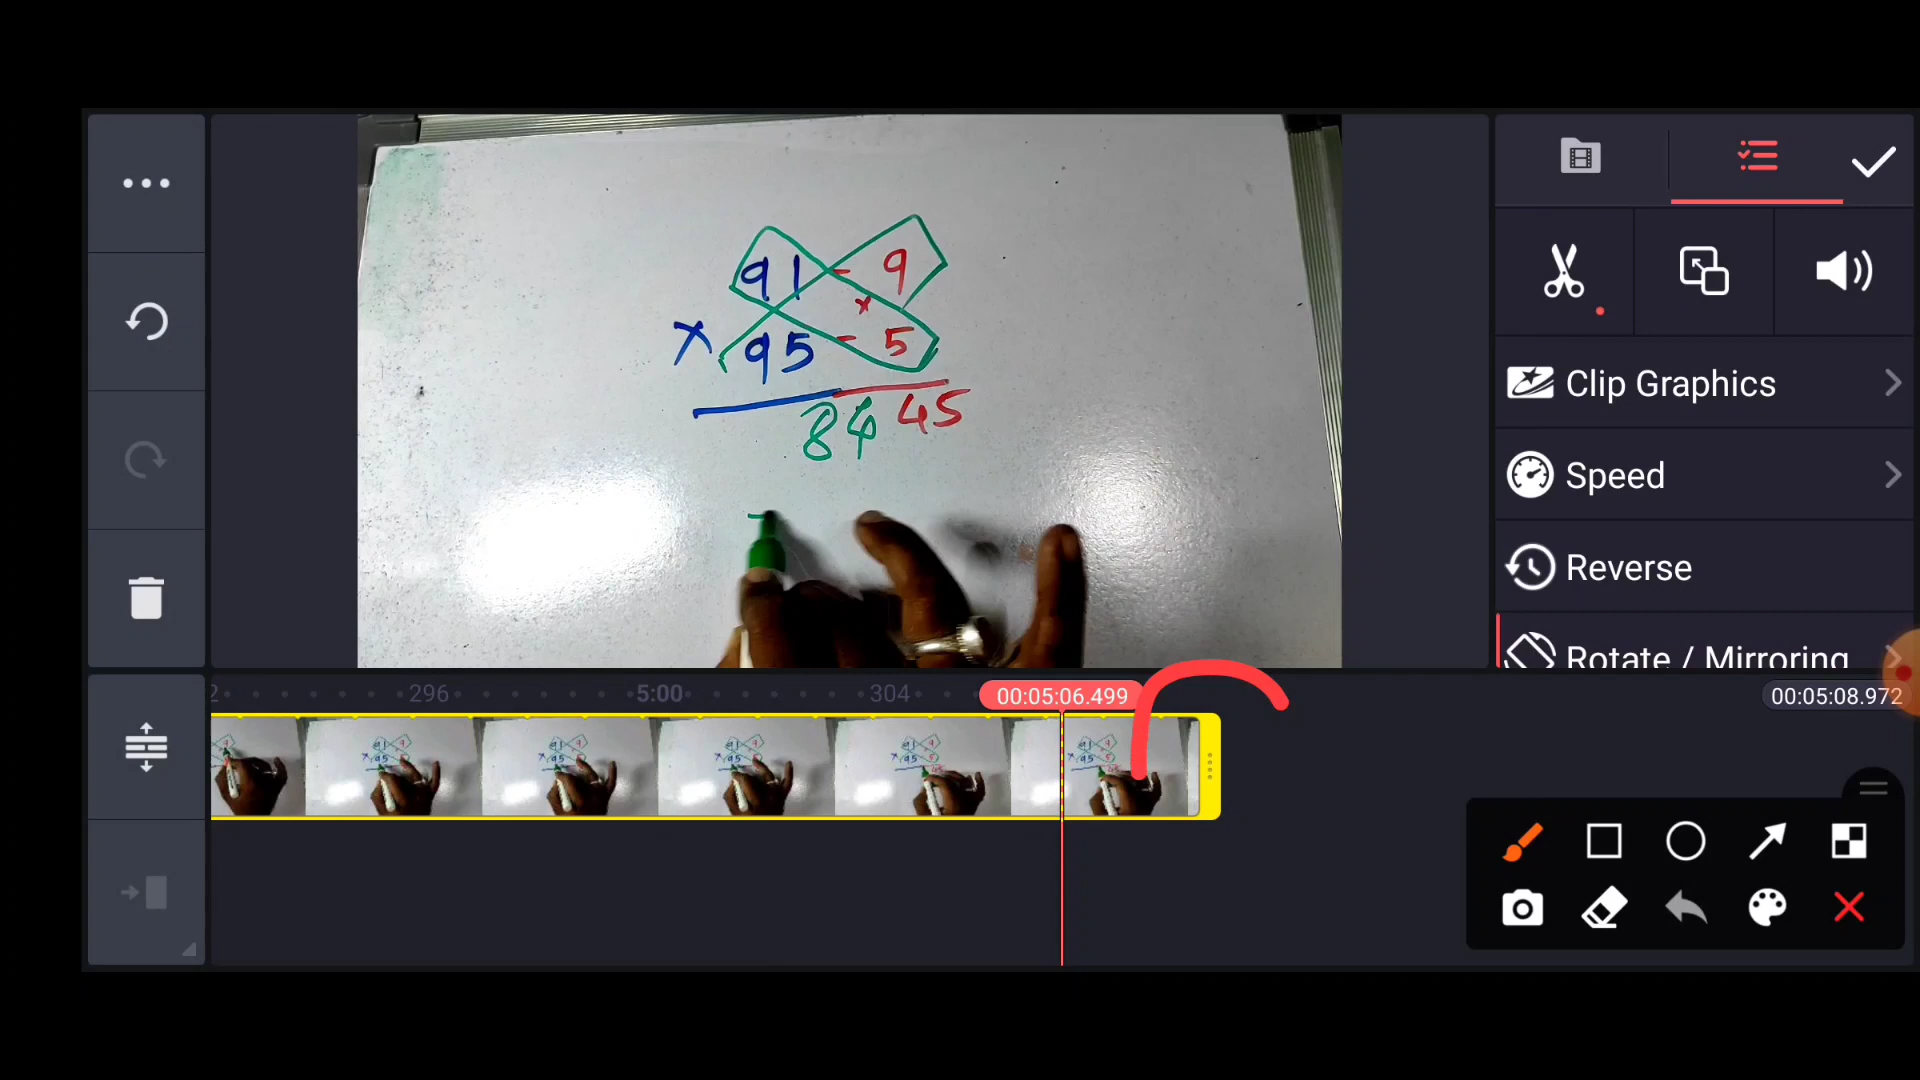 91 - 9
×
X 95 - 5
8445
Clip Graphics
Speed
Reverse
Rotate / Mirroring
296 5:00 304 00:05:06.499 00:05:08.972